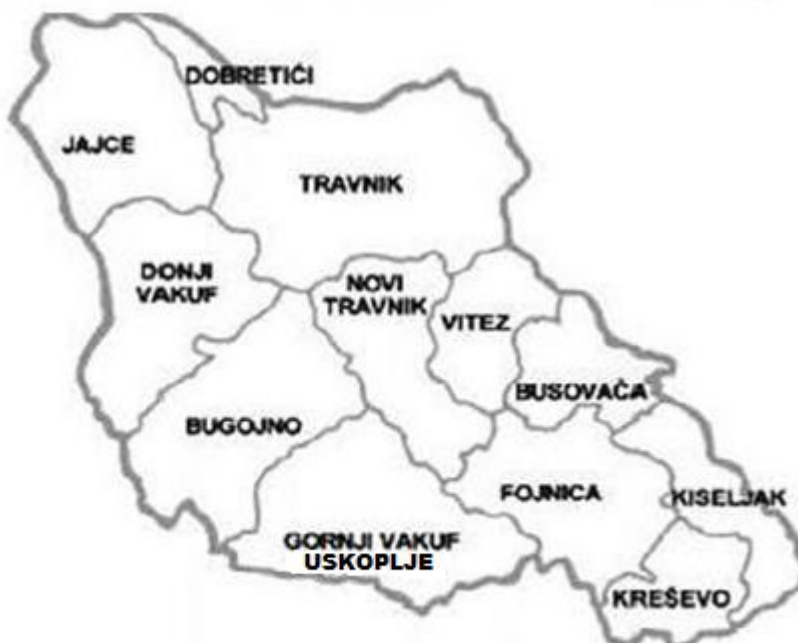 DOBRETIĆI
JAJCE
TRAVNIK
DONJI
VAKUF
NOVI
TRAVNIK
VITEZ
BUSOVAČA
BUGOJNO
FOJNICA
KISELJAK
GORNJI VAKUF
USKOPLJE
KREŠEVO